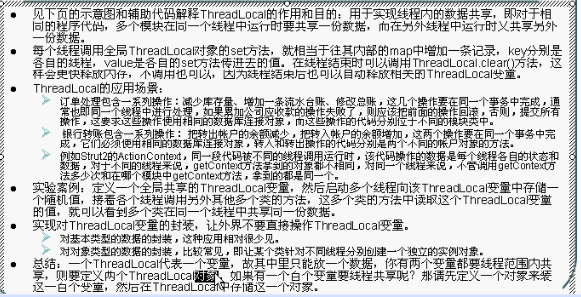 见下页的示意图和辅助代码解释ThreadLocal的作用和目的：用于实现线程内的数据共享，即对于相
同的程序代码，多个模块在同一个线程中运行时要共享一份数据，而在另外线程中运行时又共享另外
一份数据。
每个线程调用全局ThreadLocal对象的set方法，就相当于往其内部的map中增加一条记录，key分别是
各自的线程，value是各自的set方法传进去的值。在线程结束时可以调用ThreadLocal.clear()方法，这
样会更快释放内存，不调用也可以，因为线程结束后也可以自动释放相关的ThreadLocal变量。
ThreadLocal的应用场景：
订单处理包含一系列操作：减少库存量、增加一条流水台账、修改总账，这几个操作要在同一个事务中完成，通
常也即同一个线程中进行处理，如果累加公司应收款的操作失败了，则应该把前面的操作回滚，否则，提交所有
操作，这要求这些操作使用相同的数据库连接对象，而这些操作的代码分别位于不同的模块类中。
银行转账包含一系列操作：把转出帐户的余额减少，把转入帐户的余额增加，这两个操作要在同一个事务中完
成，它们必须使用相同的数据库连接对象，转入和转出操作的代码分别是两个不同的帐户对象的方法。
例如Strut2的ActionContext，同一段代码被不同的线程调用运行时，该代码操作的数据是每个线程各自的状态和
数据，对于不同的线程来说，getContext方法拿到的对象都不相同，对同一个线程来说，不管调用getContext方
法多少次和在哪个模块中getContext方法，拿到的都是同一个。
实验案例：定义一个全局共享的ThreadLocal变量，然后启动多个线程向该ThreadLocal变量中存储一
个随机值，接着各个线程调用另外其他多个类的方法，这多个类的方法中读取这个ThreadLocal变量
的值，就可以看到多个类在同一个线程中共享同一份数据。
实现对ThreadLocal变量的封装，让外界不要直接操作ThreadLocal变量。
对基本类型的数据的封装，这种应用相对很少见。
对对象类型的数据的封装，比较常见，即让某个类针对不同线程分别创建一个独立的实例对象。
总结：一个ThreadLocal代表一个变量，故其中里只能放一个数据，你有两个变量都要线程范围内共
享，则要定义两个ThreadLocal对象。如果有一个百个变量要线程共享呢？那请先定义一个对象来装
这一百个变量，然后在ThreadLocal中存储这一个对象。